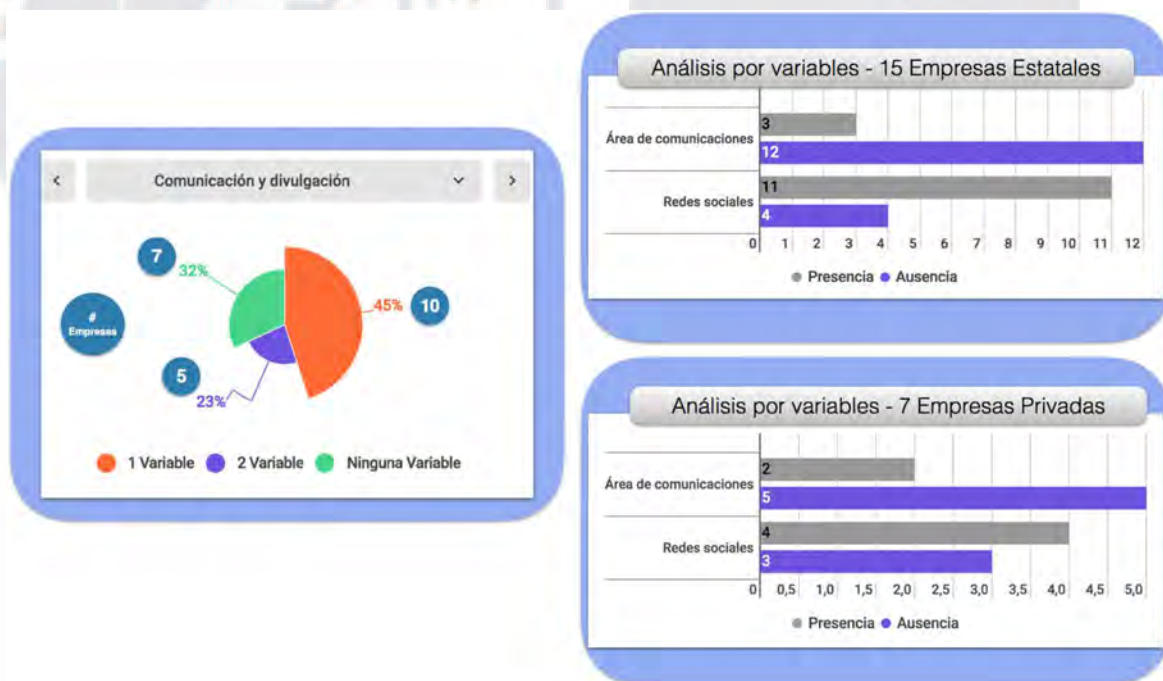 Comunicación y divulgación
7
32%
#
Empresas
45%
10
5
23%
1 Variable
2 Variable
Ninguna Variable
Análisis por variables - 15 Empresas Estatales
Área de comunicaciones
3
12
Redes sociales
11
4
0 1 2 3 4 5 6 7 8 9 10 11 12
Presencia Ausencia
Análisis por variables - 7 Empresas Privadas
Área de comunicaciones
2
5
Redes sociales
4
3
0 0,5 1,0 1,5 2,0 2,5 3,0 3,5 4,0 4,5 5,0
Presencia Ausencia